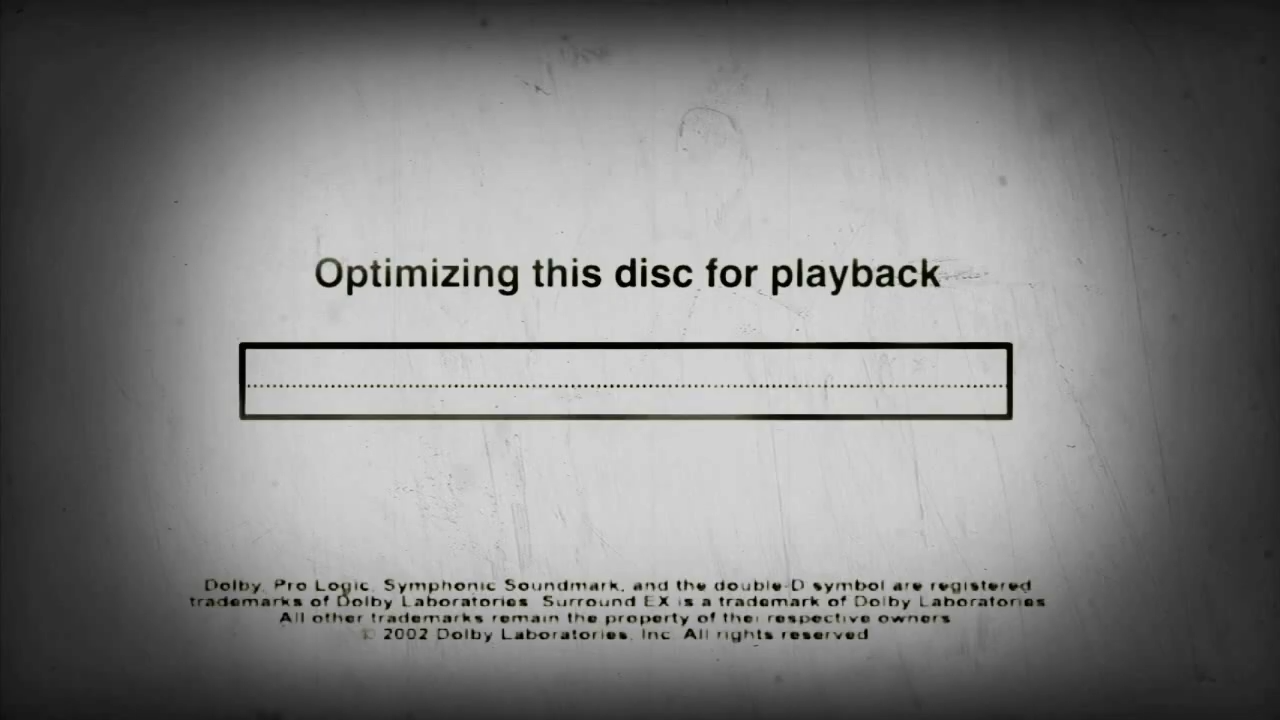 Optimizing this disc for playback
Dolby, Pro Logic, Symphonic Soundmark, and the double-D symbol are registered
trademarks of Dolby Laboratories. Surround EX is a trademark of Dolby Laboratories.
All other trademarks remain the property of their respective owners
© 2002 Dolby Laboratories, Inc. All rights reserved